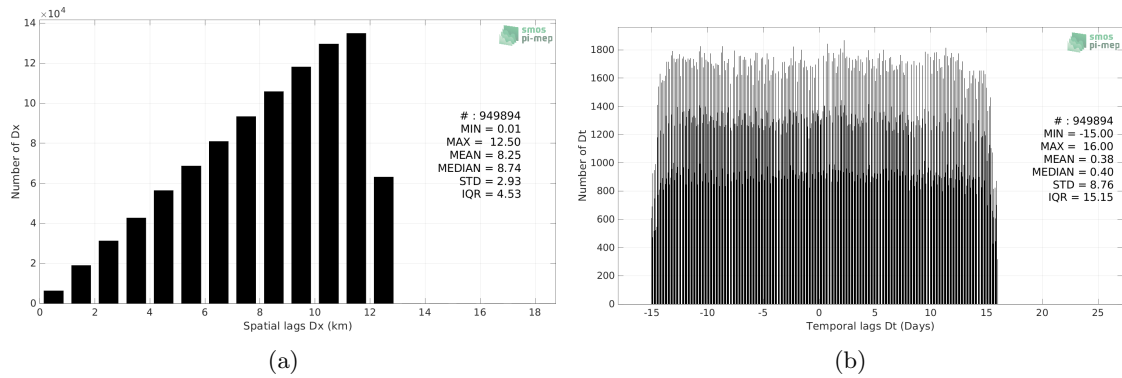 ×10⁴
14
12
10
8
6
4
2
0
0 2 4 6 8 10 12 14 16 18
Number of Dx
Spatial lags Dx (km)
smos
pi-mep
# : 949894
MIN = 0.01
MAX = 12.50
MEAN = 8.25
MEDIAN = 8.74
STD = 2.93
IQR = 4.53
(a)
1800
1600
1400
1200
1000
800
600
400
200
0
-15 -10 -5 0 5 10 15 20 25
Number of Dt
Temporal lags Dt (Days)
smos
pi-mep
# : 949894
MIN = -15.00
MAX = 16.00
MEAN = 0.38
MEDIAN = 0.40
STD = 8.76
IQR = 15.15
(b)